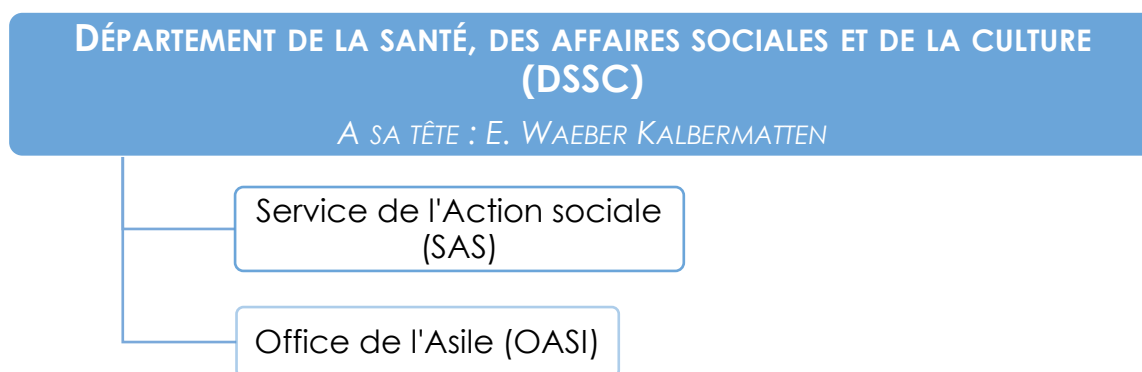 DÉPARTEMENT DE LA SANTÉ, DES AFFAIRES SOCIALES ET DE LA CULTURE
(DSSC)
A SA TÊTE : E. WAEBER KALBERMATTEN
Service de l'Action sociale
(SAS)
Office de l'Asile (OASI)